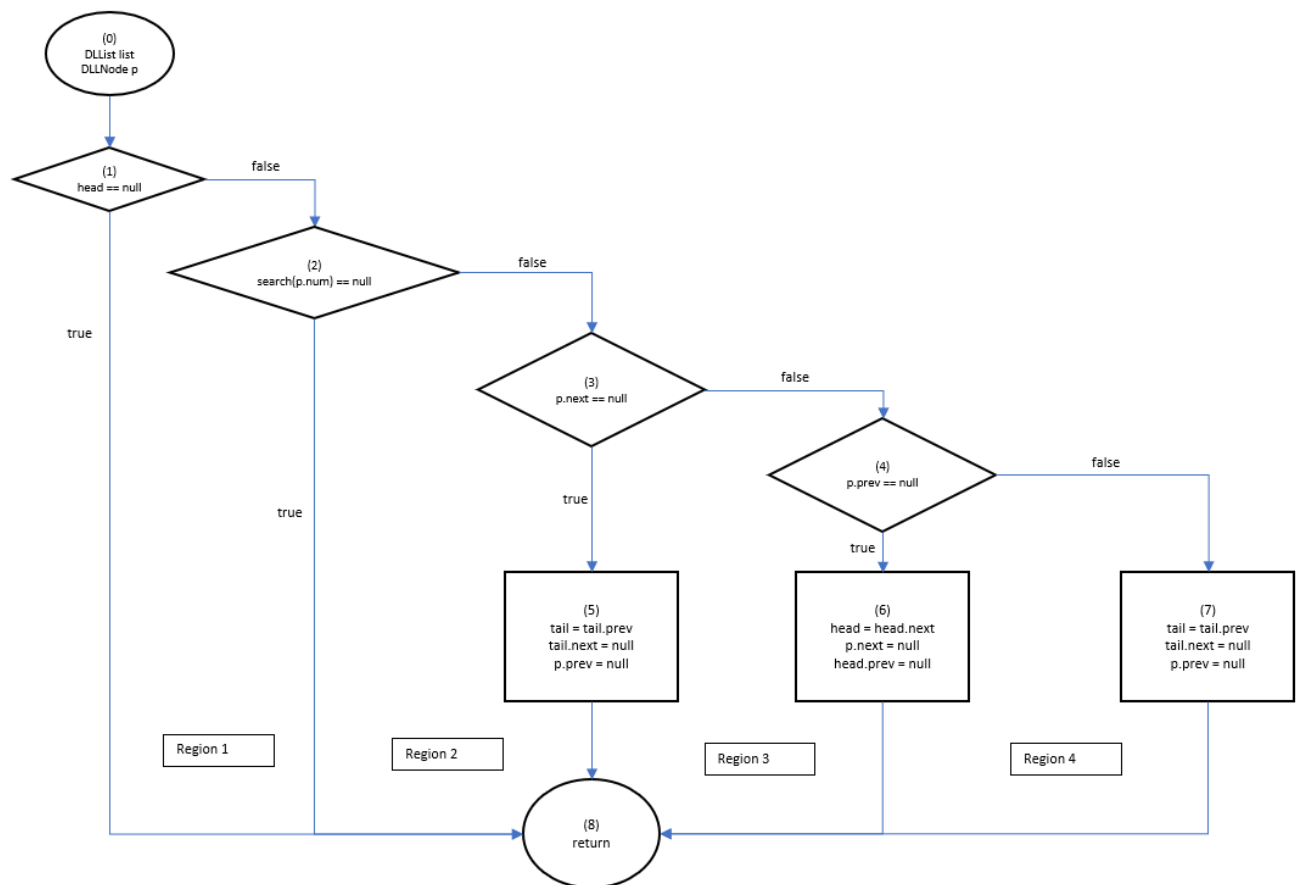 (0)
DLList list
DLLNode p
(1)
head == null
false
(2)
search(p.num) == null
false
true
(3)
p.next == null
false
(4)
p.prev == null
false
true
true
true
(5)
tail = tail.prev
tail.next = null
p.prev = null
(6)
head = head.next
p.next = null
head.prev = null
(7)
tail = tail.prev
tail.next = null
p.prev = null
Region 1
Region 2
Region 3
Region 4
(8)
return